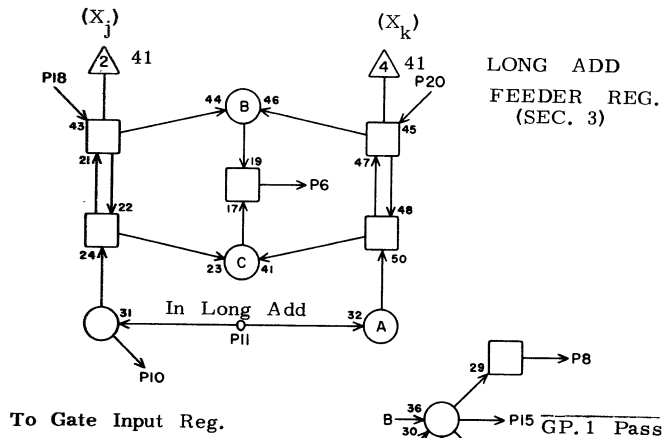 (Xj) (Xk)
2 41 4 41 LONG ADD
P18 P20 FEEDER REG.
(SEC. 3)
44 B 46
43 45
21 19 47
P6
22 17 48
24 23 C 41 50
31 In Long Add 32 A
P11
P10
29 P8
To Gate Input Reg.
B 36 P15 GP.1 Pass
30